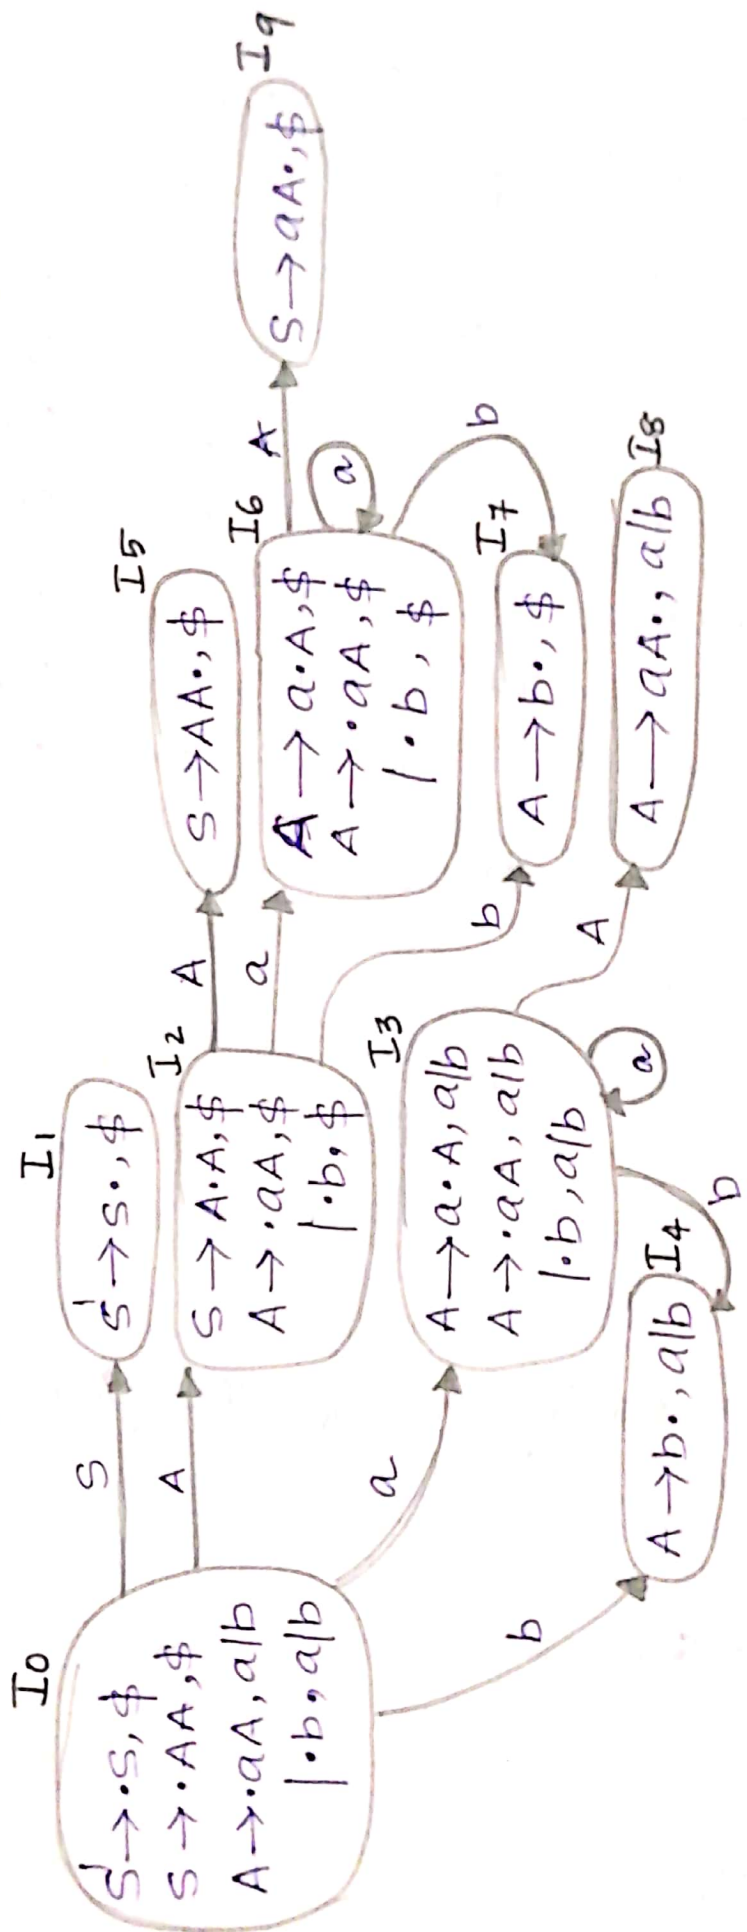 I0
S'→·S, $
S→·AA, $
A→·aA, a|b
|·b, a|b
S
A
a
b
I1
S'→S·, $
I2
S→A·A, $
A→·aA, $
|·b, $
A
a
b
I3
A→a·A, a|b
A→·aA, a|b
|·b, a|b
a
b
A
I4
A→b·, a|b
I5
S→AA·, $
I6
A→a·A, $
A→·aA, $
|·b, $
A
a
b
I7
A→b·, $
I8
A→aA·, a|b
I9
S→aA·, $